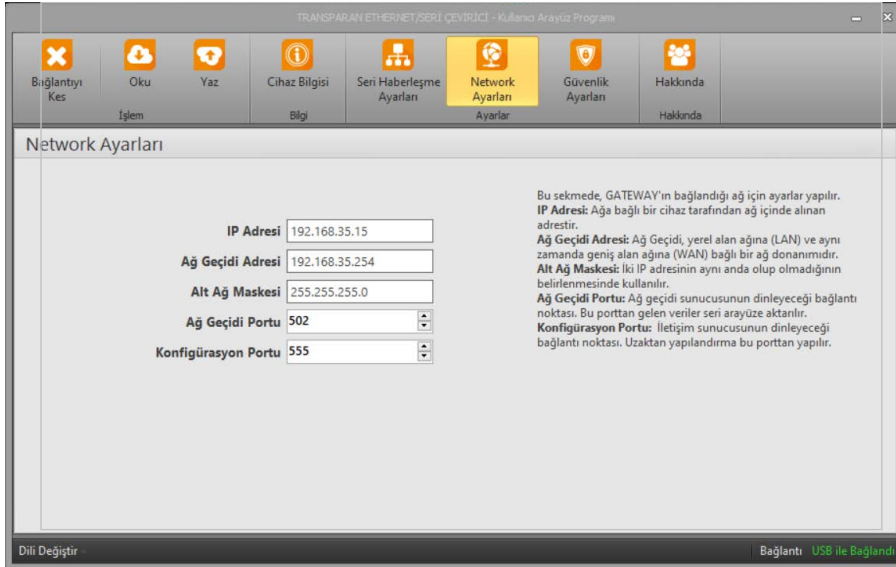 TRANSPARAN ETHERNET/SERİ ÇEVİRİCİ - Kullanıcı Arayüz Programı
Bağlantıyı Kes
Oku
Yaz
Cihaz Bilgisi
Seri Haberleşme Ayarları
Network Ayarları
Güvenlik Ayarları
Hakkında
İşlem
Bilgi
Ayarlar
Hakkında
Network Ayarları
IP Adresi 192.168.35.15
Ağ Geçidi Adresi 192.168.35.254
Alt Ağ Maskesi 255.255.255.0
Ağ Geçidi Portu 502
Konfigürasyon Portu 555
Bu sekmede, GATEWAY'ın bağlandığı ağ için ayarlar yapılır.
IP Adresi: Ağa bağlı bir cihaz tarafından ağ içinde alınan
adrestir.
Ağ Geçidi Adresi: Ağ Geçidi, yerel alan ağına (LAN) ve aynı
zamanda geniş alan ağına (WAN) bağlı bir ağ donanımıdır.
Alt Ağ Maskesi: İki IP adresinin aynı anda olup olmadığının
belirlenmesinde kullanılır.
Ağ Geçidi Portu: Ağ geçidi sunucusunun dinleyeceği bağlantı
noktası. Bu porttan gelen veriler seri arayüze aktarılır.
Konfigürasyon Portu: İletişim sunucusunun dinleyeceği
bağlantı noktası. Uzaktan yapılandırma bu porttan yapılır.
Dili Değiştir
Bağlantı USB ile Bağlandı